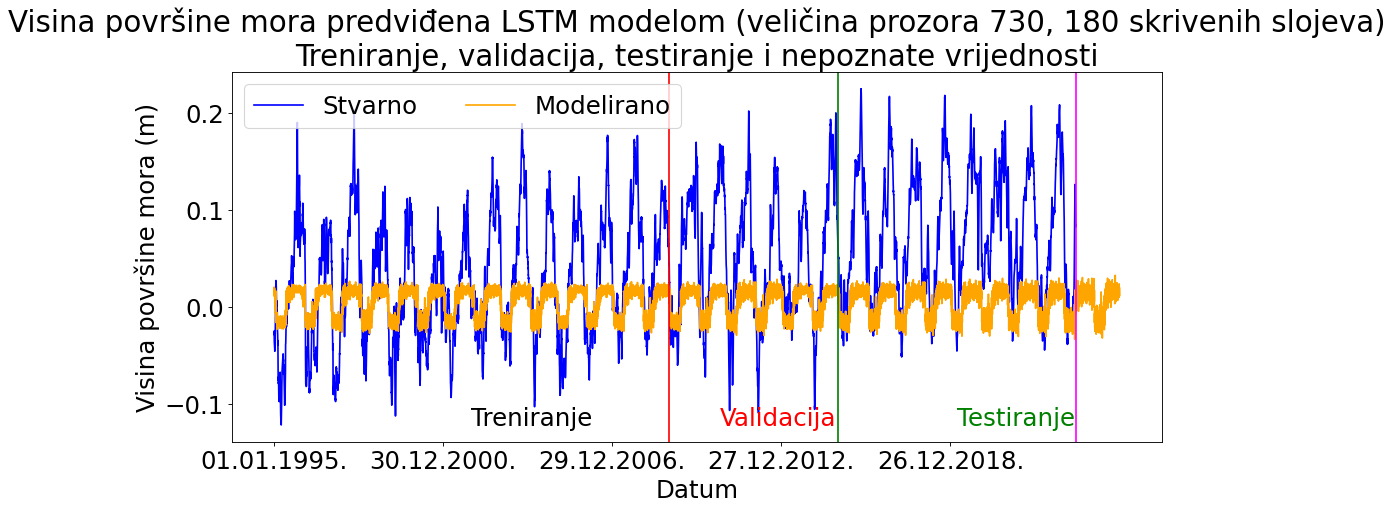 Visina površine mora predviđena LSTM modelom (veličina prozora 730, 180 skrivenih slojeva)
Treniranje, validacija, testiranje i nepoznate vrijednosti
Stvarno
Modelirano
Visina površine mora (m)
0.2
0.1
0.0
−0.1
Treniranje
Validacija
Testiranje
01.01.1995.
30.12.2000.
29.12.2006.
27.12.2012.
26.12.2018.
Datum